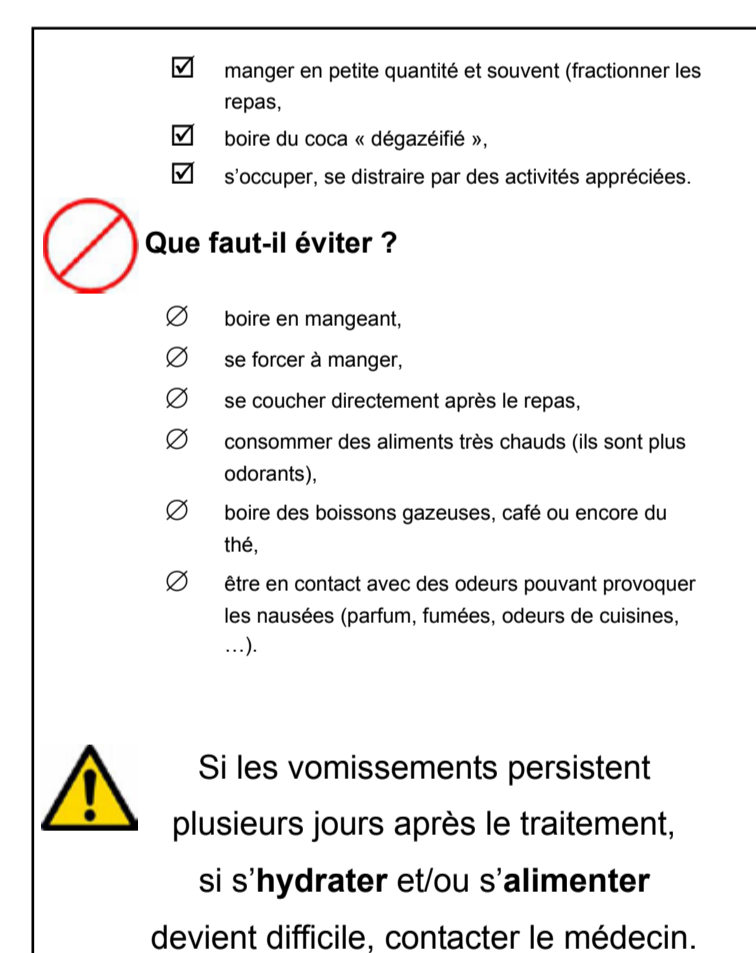 ☑ manger en petite quantité et souvent (fractionner les
repas,
☑ boire du coca « dégazéifié »,
☑ s'occuper, se distraire par des activités appréciées.
Que faut-il éviter ?
∅ boire en mangeant,
∅ se forcer à manger,
∅ se coucher directement après le repas,
∅ consommer des aliments très chauds (ils sont plus
odorants),
∅ boire des boissons gazeuses, café ou encore du
thé,
∅ être en contact avec des odeurs pouvant provoquer
les nausées (parfum, fumées, odeurs de cuisines,
…).
Si les vomissements persistent
plusieurs jours après le traitement,
si s'hydrater et/ou s'alimenter
devient difficile, contacter le médecin.